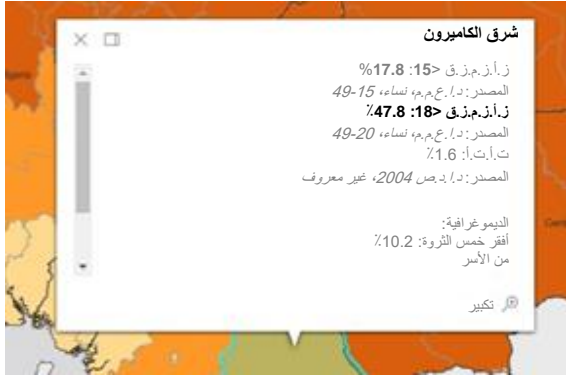 شرق الكاميرون
ز.أ.ز.م.ز.ق <15: 17.8%
المصدر: د.ا.ع.م.م، نساء، 15-49
ز.أ.ز.م.ز.ق <18: 47.8٪
المصدر: د.ا.ع.م.م، نساء، 20-49
ت.أ.ت.أ: 1.6٪
المصدر: د.ا.د.ص 2004، غير معروف
الديموغرافية:
أفقر خمس الثروة: 10.2٪
من الأسر
تكبير